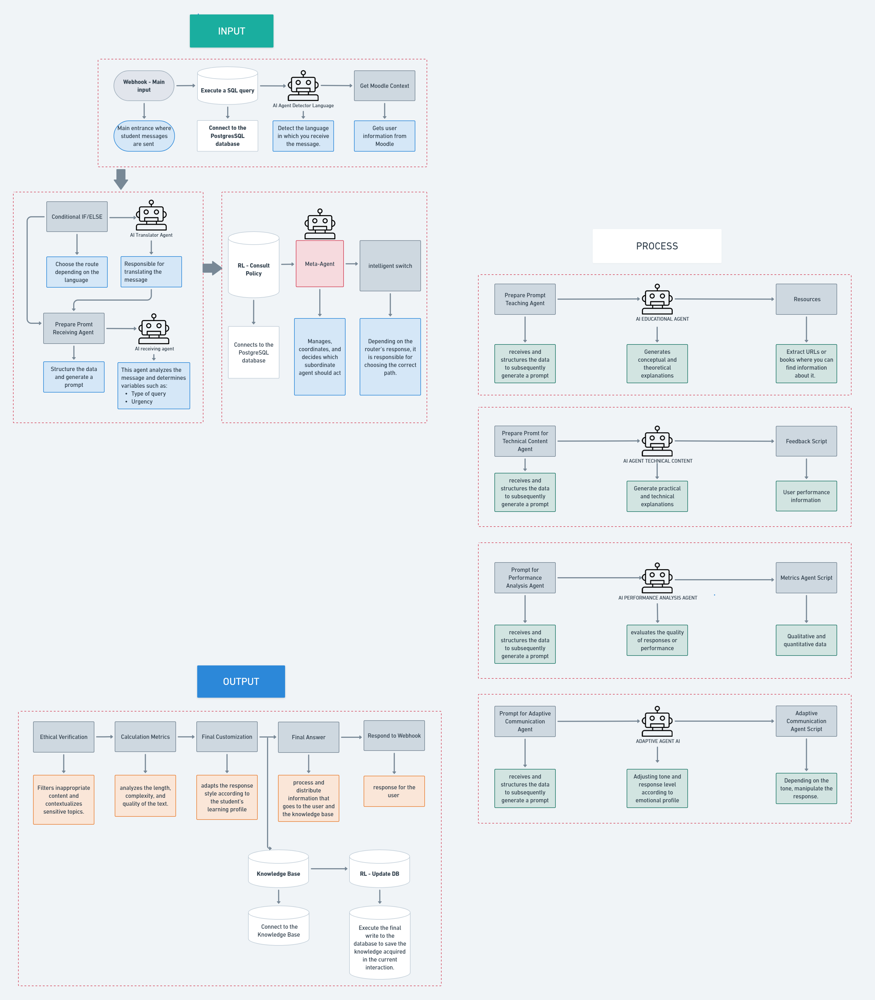 INPUT
Webhook - Main
input
Execute a SQL query
AI Agent Detector Language
Get Moodle Context
Main entrance where
student messages
are sent
Connect to the
PostgresSQL
database
Detect the language
in which you receive
the message.
Gets user
information from
Moodle
Conditional IF/ELSE
AI Translator Agent
Choose the route
depending on the
language
Responsible for
translating the
message
Prepare Promt
Receiving Agent
AI receiving agent
Structure the data
and generate a
prompt
This agent analyzes the
message and determines
variables such as:
• Type of query
• Urgency
RL - Consult
Policy
Meta-Agent
intelligent switch
Connects to the
PostgreSQL
database
Manages,
coordinates, and
decides which
subordinate
agent should act
Depending on the
router's response, it
is responsible for
choosing the correct
path.
PROCESS
Prepare Prompt
Teaching Agent
AI EDUCATIONAL AGENT
Resources
receives and
structures the data
to subsequently
generate a prompt
Generates
conceptual and
theoretical
explanations
Extract URLs or
books where you can
find information
about it.
Prepare Promt for
Technical Content
Agent
AI AGENT TECHNICAL CONTENT
Feedback Script
receives and
structures the data
to subsequently
generate a prompt
Generate practical
and technical
explanations
User performance
information
Prompt for
Performance
Analysis Agent
AI PERFORMANCE ANALYSIS AGENT
Metrics Agent Script
receives and
structures the data
to subsequently
generate a prompt
evaluates the quality
of responses or
performance
Qualitative and
quantitative data
Prompt for Adaptive
Communication
Agent
ADAPTIVE AGENT AI
Adaptive
Communication
Agent Script
receives and
structures the data
to subsequently
generate a prompt
Adjusting tone and
response level
according to
emotional profile
Depending on the
tone, manipulate the
response.
OUTPUT
Ethical Verification
Calculation Metrics
Final Customization
Final Answer
Respond to Webhook
Filters inappropriate
content and
contextualizes
sensitive topics.
analyzes the length,
complexity, and
quality of the text.
adapts the response
style according to
the student's
learning profile
process and
distribute
information that
goes to the user and
the knowledge base
response for the
user
Knowledge Base
RL - Update DB
Connect to the
Knowledge Base
Execute the final
write to the
database to save the
knowledge acquired
in the current
interaction.